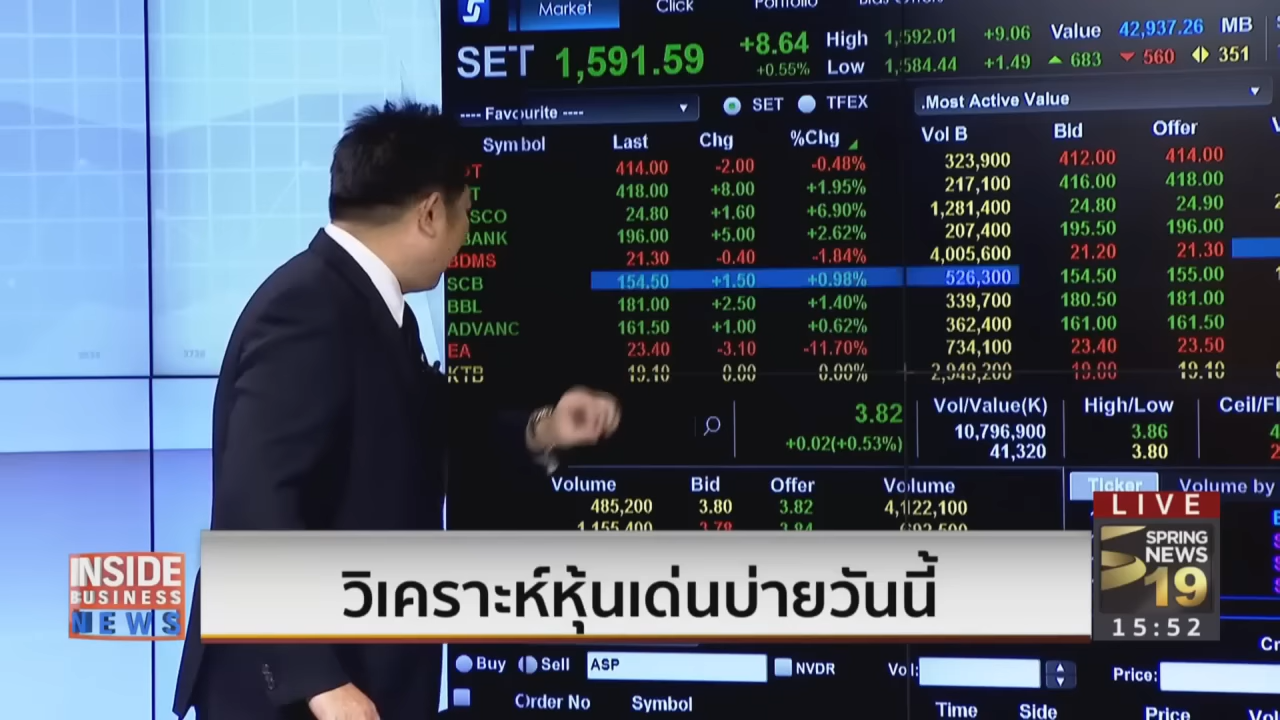 Market Click Portfolio
SET 1,591.59 +8.64 +0.55% High 1,592.01 +9.06 Value 42,937.26 MB
Low 1,584.44 +1.49 683 560 351
---- Favourite ---- SET TFEX .Most Active Value
Symbol Last Chg %Chg Vol B Bid Offer
414.00 -2.00 -0.48% 323,900 412.00 414.00
418.00 +8.00 +1.95% 217,100 416.00 418.00
24.80 +1.60 +6.90% 1,281,400 24.80 24.90
BANK 196.00 +5.00 +2.62% 207,400 195.50 196.00
BDMS 21.30 -0.40 -1.84% 4,005,600 21.20 21.30
SCB 154.50 +1.50 +0.98% 526,300 154.50 155.00
BBL 181.00 +2.50 +1.40% 339,700 180.50 181.00
ADVANC 161.50 +1.00 +0.62% 362,400 161.00 161.50
EA 23.40 -3.10 -11.70% 734,100 23.40 23.50
KTB 19.10 0.00 0.00% 2,949,200 19.00 19.10
3.82 Vol/Value(K) High/Low
+0.02(+0.53%) 10,796,900 3.86
41,320 3.80
Volume Bid Offer Volume Ticker Volume by
485,200 3.80 3.82 4,122,100
1,155,400 3.78 3.84 692,500
LIVE
SPRING
NEWS
19
15:52
INSIDE
BUSINESS
NEWS
วิเคราะห์หุ้นเด่นบ่ายวันนี้
Buy Sell ASP NVDR Vol: Price:
Order No Symbol Time Side Price